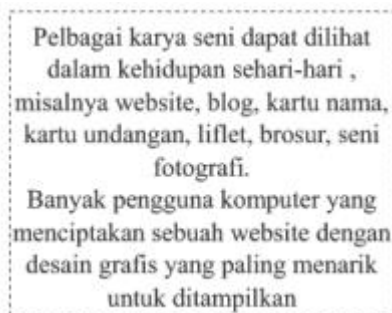 Pelbagai karya seni dapat dilihat
dalam kehidupan sehari-hari ,
misalnya website, blog, kartu nama,
kartu undangan, liflet, brosur, seni
fotografi.
Banyak pengguna komputer yang
menciptakan sebuah website dengan
desain grafis yang paling menarik
untuk ditampilkan